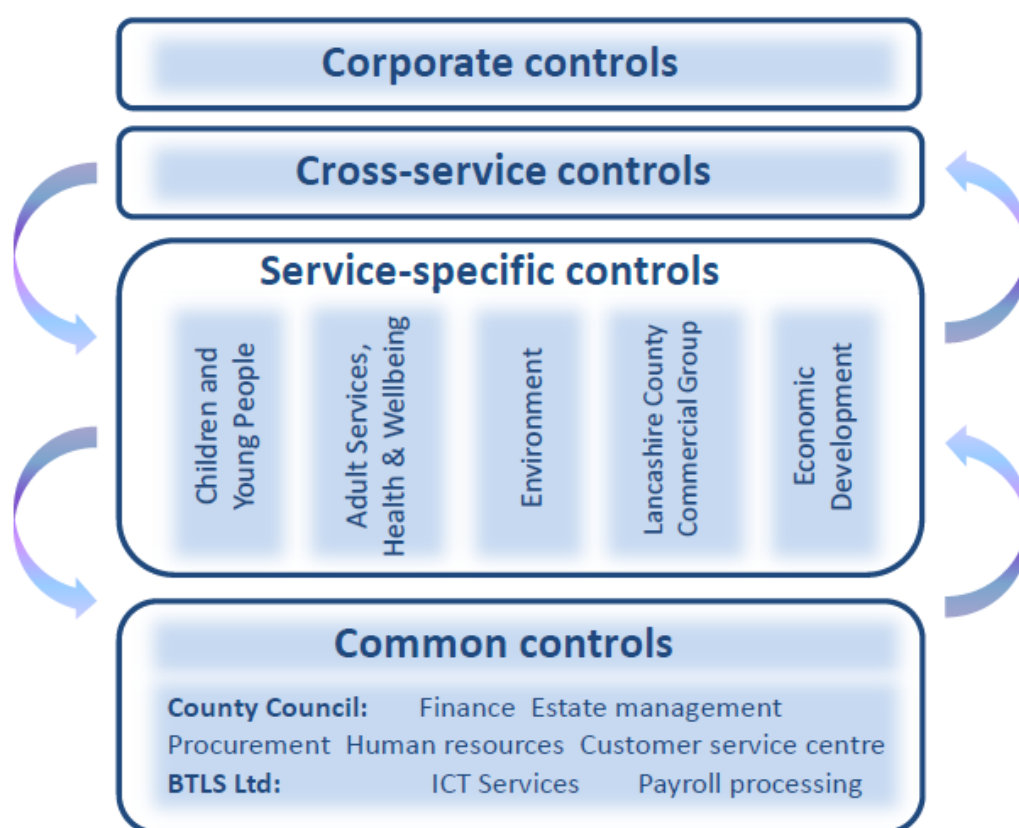 Corporate controls
Cross-service controls
Service-specific controls
Children and
Young People
Adult Services,
Health & Wellbeing
Environment
Lancashire County
Commercial Group
Economic
Development
Common controls
County Council: Finance Estate management
Procurement Human resources Customer service centre
BTLS Ltd: ICT Services Payroll processing